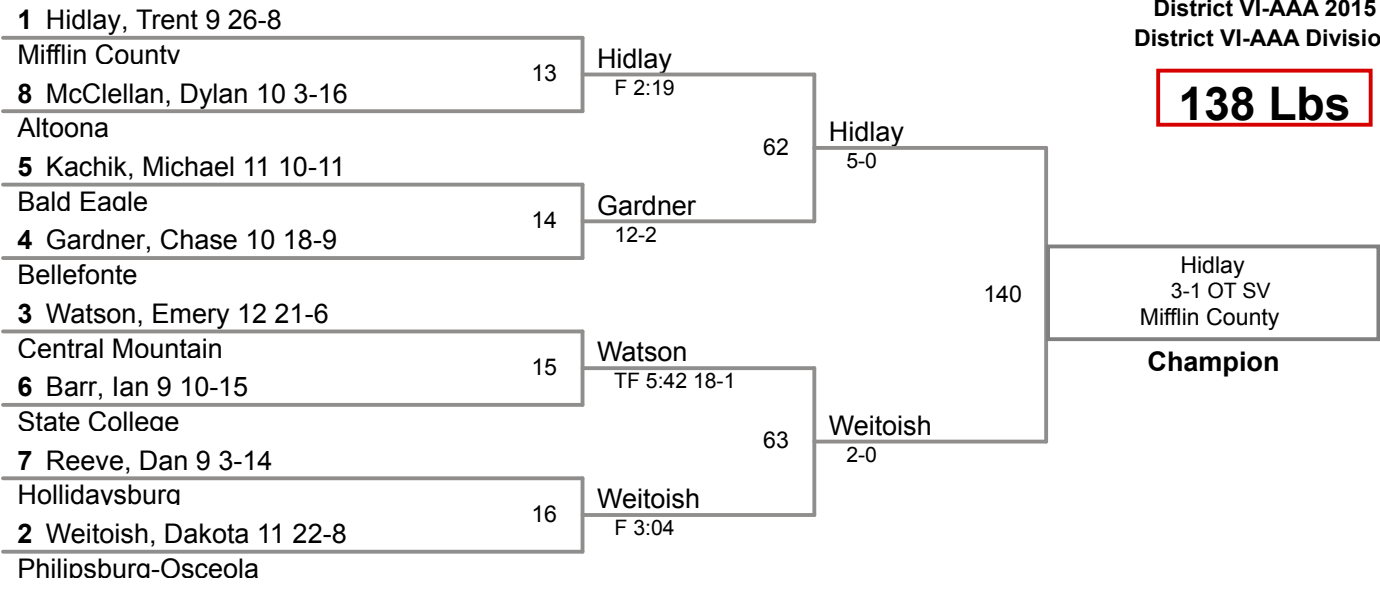 District VI-AAA 2015
District VI-AAA Divisio
138 Lbs
1 Hidlay, Trent 9 26-8
Mifflin County
8 McClellan, Dylan 10 3-16
Altoona
5 Kachik, Michael 11 10-11
Bald Eagle
4 Gardner, Chase 10 18-9
Bellefonte
3 Watson, Emery 12 21-6
Central Mountain
6 Barr, Ian 9 10-15
State College
7 Reeve, Dan 9 3-14
Hollidaysburg
2 Weitoish, Dakota 11 22-8
Philipsburg-Osceola
13
14
15
16
Hidlay
F 2:19
Gardner
12-2
Watson
TF 5:42 18-1
Weitoish
F 3:04
62
63
Hidlay
5-0
Weitoish
2-0
140
Hidlay
3-1 OT SV
Mifflin County
Champion